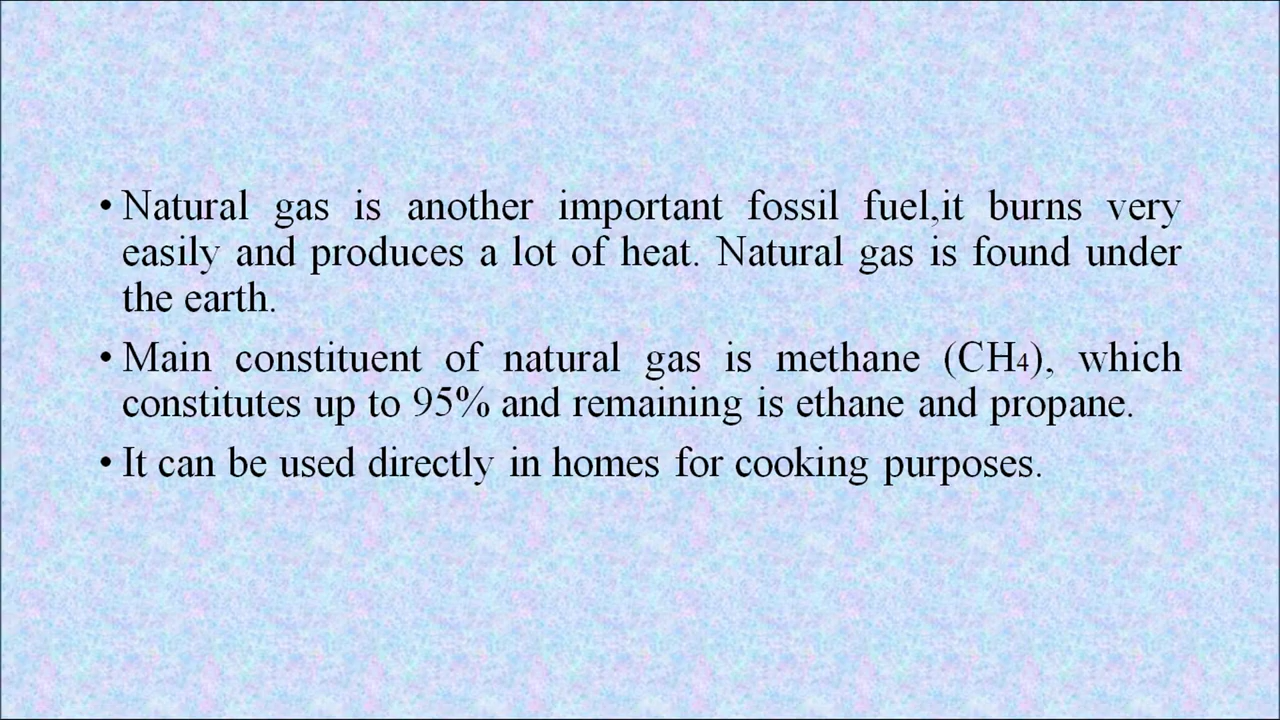 • Natural gas is another important fossil fuel,it burns very
easily and produces a lot of heat. Natural gas is found under
the earth.
• Main constituent of natural gas is methane (CH₄), which
constitutes up to 95% and remaining is ethane and propane.
• It can be used directly in homes for cooking purposes.